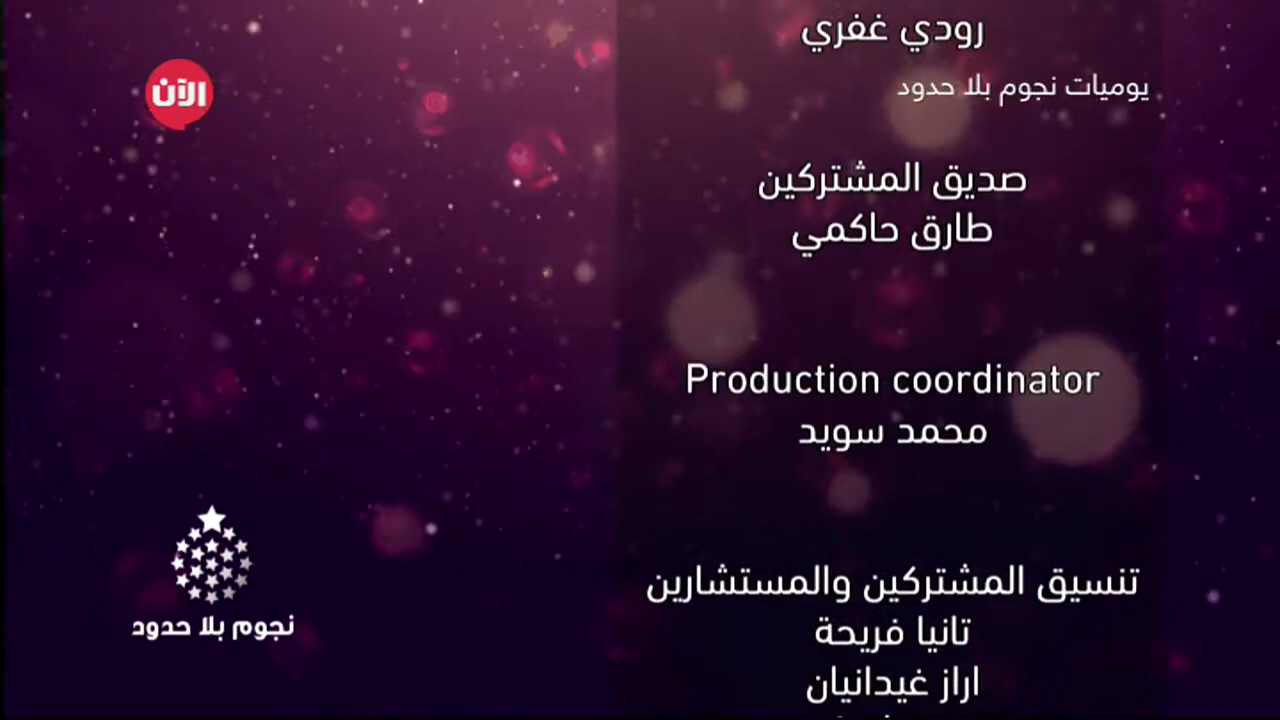 رودي غفري
يوميات نجوم بلا حدود
الآن
صديق المشتركين
طارق حاكمي
Production coordinator
محمد سويد
تنسيق المشتركين والمستشارين
تانيا فريحة
اراز غيدانيان
نجوم بلا حدود